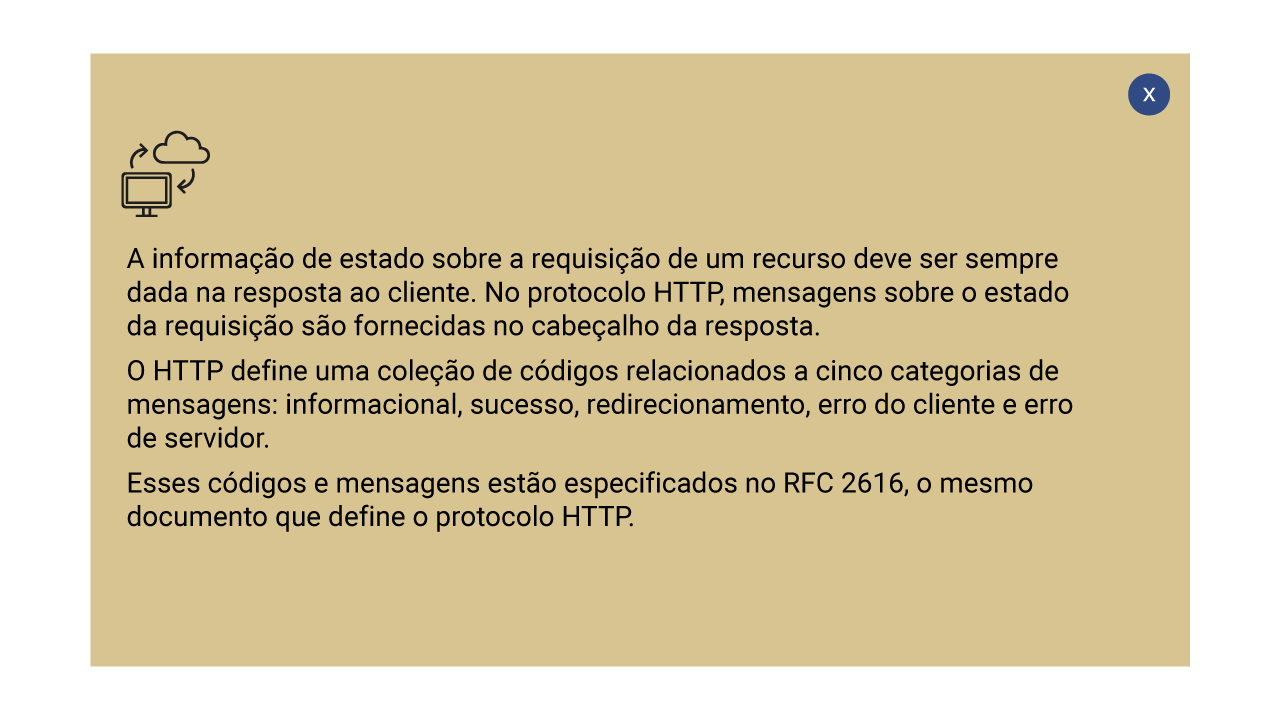 X
A informação de estado sobre a requisição de um recurso deve ser sempre
dada na resposta ao cliente. No protocolo HTTP, mensagens sobre o estado
da requisição são fornecidas no cabeçalho da resposta.
O HTTP define uma coleção de códigos relacionados a cinco categorias de
mensagens: informacional, sucesso, redirecionamento, erro do cliente e erro
de servidor.
Esses códigos e mensagens estão especificados no RFC 2616, o mesmo
documento que define o protocolo HTTP.